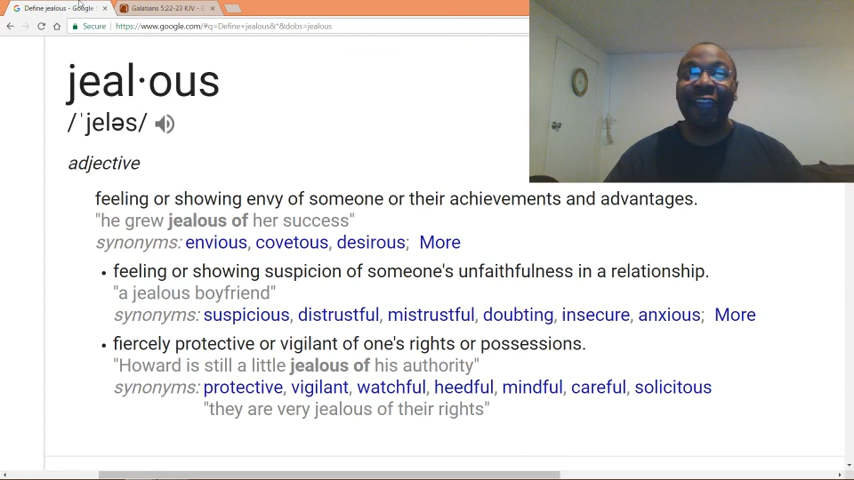 Define jealous - Google
Galatians 5:22-23 KJV -
Secure
https://www.google.com/#q=Define+jealous&*&dobs=jealous
jeal·ous
/ˈjeləs/
adjective
feeling or showing envy of someone or their achievements and advantages.
"he grew jealous of her success"
synonyms: envious, covetous, desirous; More
• feeling or showing suspicion of someone's unfaithfulness in a relationship.
"a jealous boyfriend"
synonyms: suspicious, distrustful, mistrustful, doubting, insecure, anxious; More
• fiercely protective or vigilant of one's rights or possessions.
"Howard is still a little jealous of his authority"
synonyms: protective, vigilant, watchful, heedful, mindful, careful, solicitous
"they are very jealous of their rights"